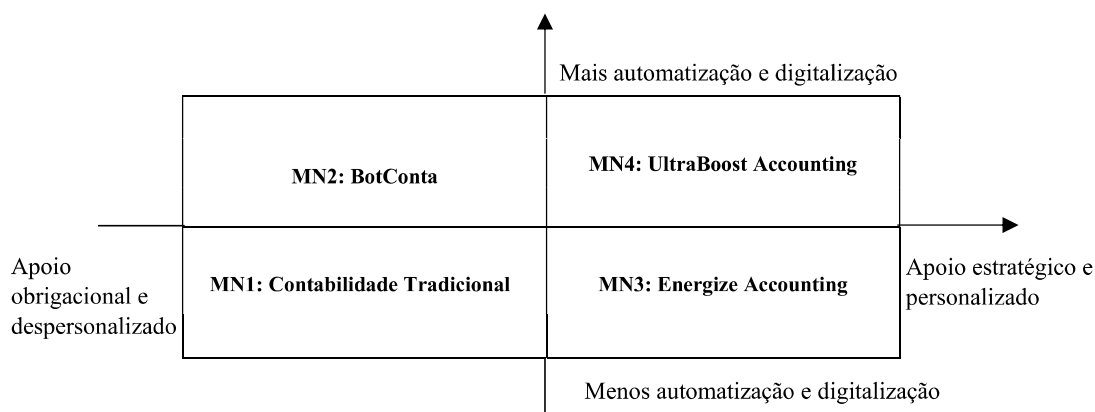 Mais automatização e digitalização
MN2: BotConta
MN4: UltraBoost Accounting
Apoio
obrigacional e
despersonalizado
MN1: Contabilidade Tradicional
MN3: Energize Accounting
Apoio estratégico e
personalizado
Menos automatização e digitalização